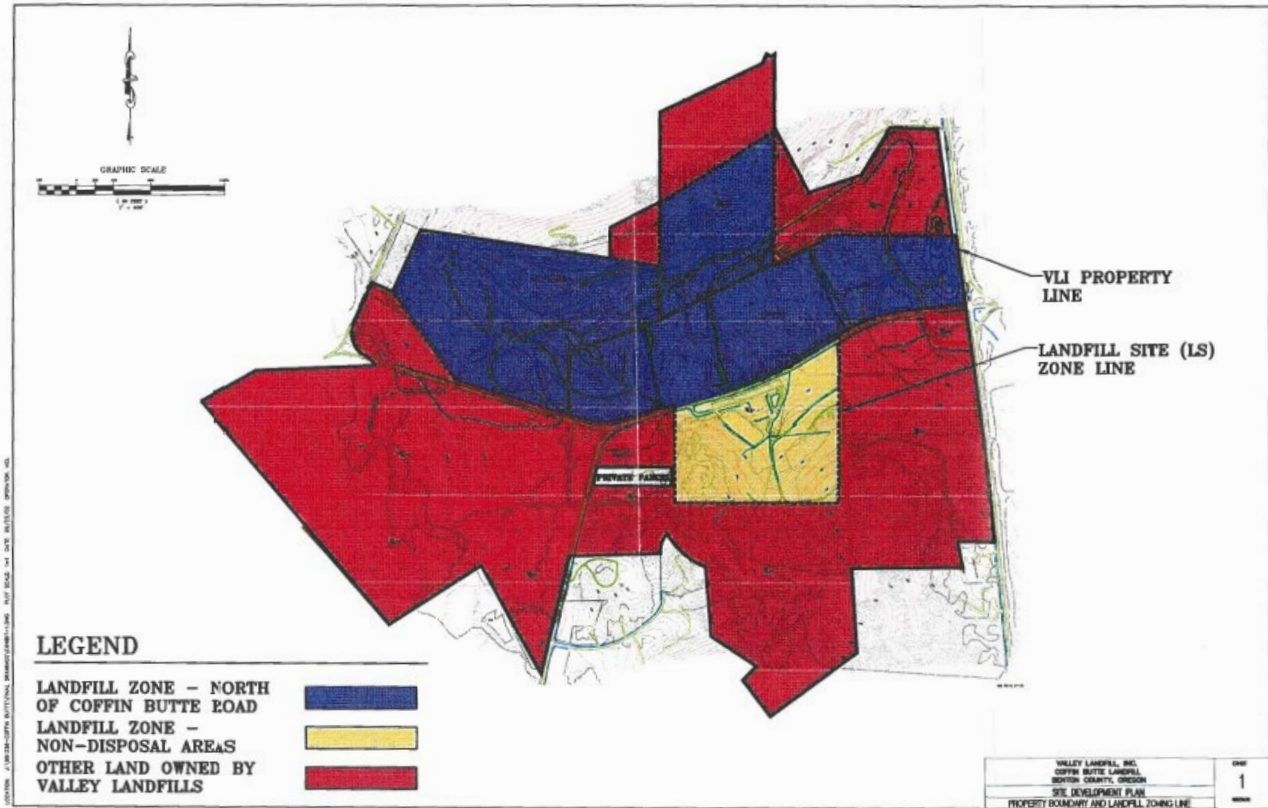 GRAPHIC SCALE
( IN FEET )
VLI PROPERTY
LINE
LANDFILL SITE (LS)
ZONE LINE
PRIVATE PARCEL
LEGEND
LANDFILL ZONE - NORTH
OF COFFIN BUTTE ROAD
LANDFILL ZONE -
NON-DISPOSAL AREAS
OTHER LAND OWNED BY
VALLEY LANDFILLS
VALLEY LANDFILL, INC.
COFFIN BUTTE LANDFILL
BENTON COUNTY, OREGON
SITE DEVELOPMENT PLAN
PROPERTY BOUNDARY AND LANDFILL ZONING LINE
1